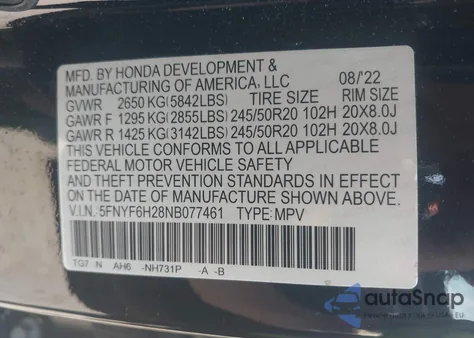 MFD. BY HONDA DEVELOPMENT &
MANUFACTURING OF AMERICA, LLC 08/'22
GVWR 2650 KG(5842LBS) TIRE SIZE RIM SIZE
GAWR F 1295 KG(2855LBS) 245/50R20 102H 20X8.0J
GAWR R 1425 KG(3142LBS) 245/50R20 102H 20X8.0J
THIS VEHICLE CONFORMS TO ALL APPLICABLE
FEDERAL MOTOR VEHICLE SAFETY
AND THEFT PREVENTION STANDARDS IN EFFECT
ON THE DATE OF MANUFACTURE SHOWN ABOVE.
V.I.N. 5FNYF6H28NB077461 TYPE: MPV
TG7 N AH6 -NH731P -A -B
autoSnap